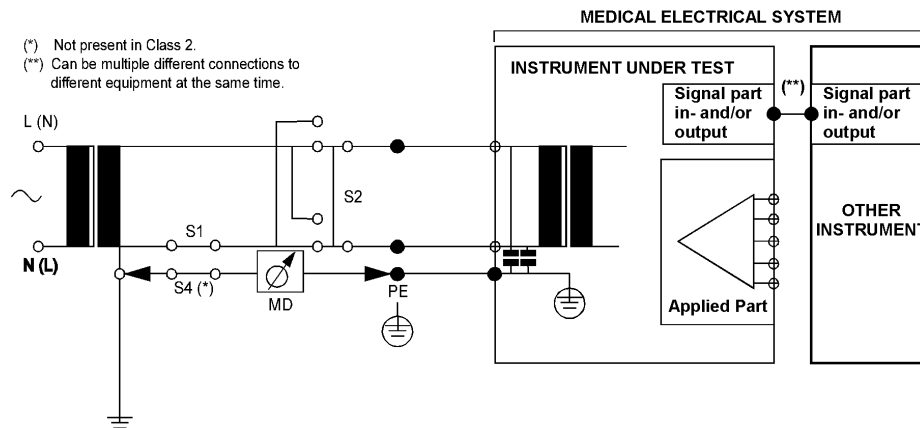 MEDICAL ELECTRICAL SYSTEM
(*) Not present in Class 2.
(**) Can be multiple different connections to
different equipment at the same time.
INSTRUMENT UNDER TEST
(**)
Signal part
in- and/or
output
Signal part
in- and/or
output
L (N)
S2
S1
N (L)
S4 (*)
MD
PE
Applied Part
OTHER
INSTRUMENT